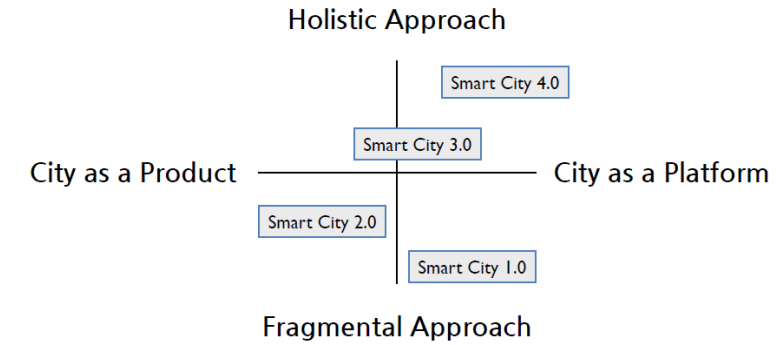 Holistic Approach
Smart City 4.0
Smart City 3.0
City as a Product
City as a Platform
Smart City 2.0
Smart City 1.0
Fragmental Approach